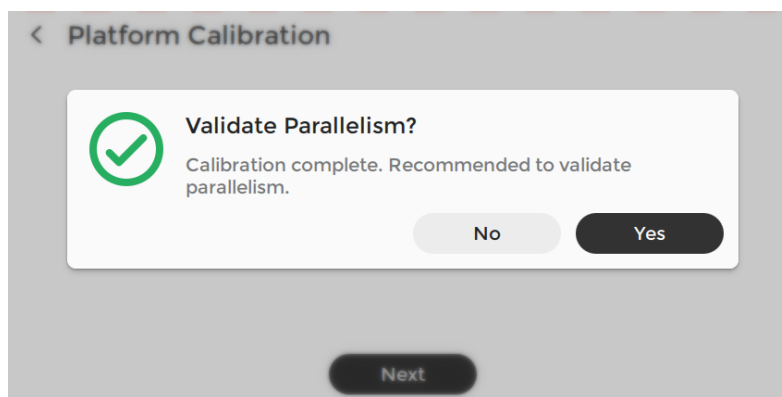 Platform Calibration
Validate Parallelism?
Calibration complete. Recommended to validate
parallelism.
No
Yes
Next